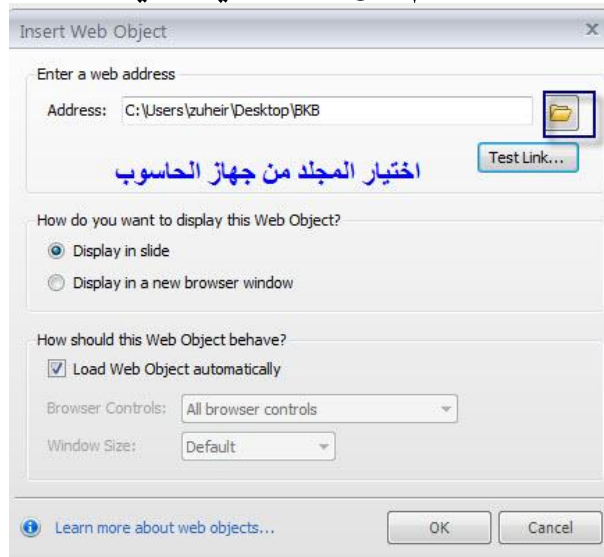 Insert Web Object
Enter a web address
Address: C:\Users\zuheir\Desktop\BKB
Test Link...
اختيار المجلد من جهاز الحاسوب
How do you want to display this Web Object?
Display in slide
Display in a new browser window
How should this Web Object behave?
Load Web Object automatically
Browser Controls: All browser controls
Window Size: Default
Learn more about web objects...
OK Cancel